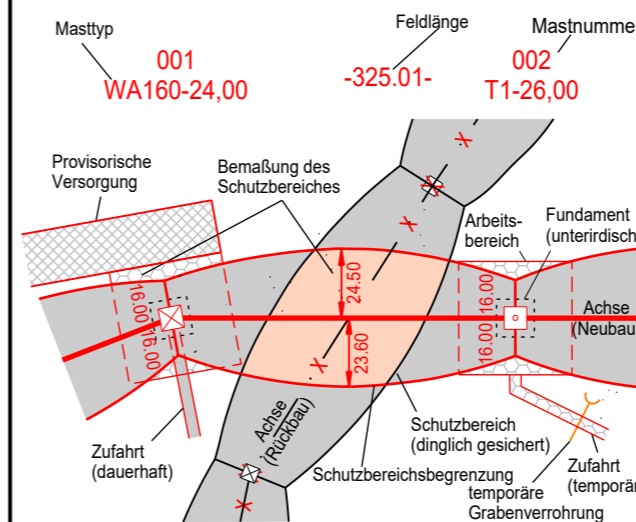 Masttyp
Feldlänge
Mastnumme
001
WA160-24,00
-325.01-
002
T1-26,00
Provisorische
Versorgung
Bemaßung des
Schutzbereiches
Arbeits-
bereich
Fundament
(unterirdisch
16.00
16.00
24.50
23.60
16.00
16.00
Achse
(Neubau
Achse
(Rückbau)
Zufahrt
(dauerhaft)
Schutzbereich
(dinglich gesichert)
Schutzbereichsbegrenzung
temporäre
Grabenverrohrung
Zufahrt
(temporär